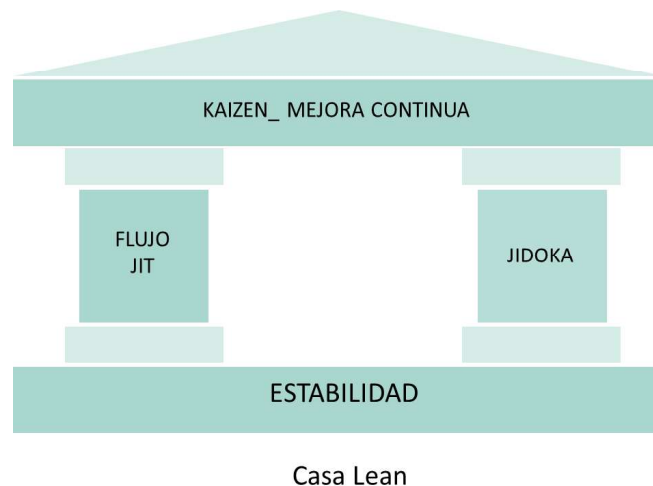 KAIZEN_ MEJORA CONTINUA
FLUJO
JIT
JIDOKA
ESTABILIDAD
Casa Lean